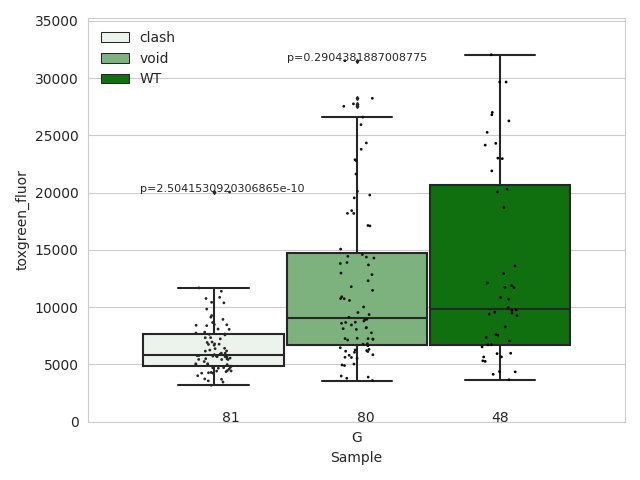 35000
30000
25000
20000
15000
10000
5000
0
toxgreen_fluor
clash
void
WT
p=0.2904381887008775
p=2.5041530920306865e-10
81 80 48
G
Sample